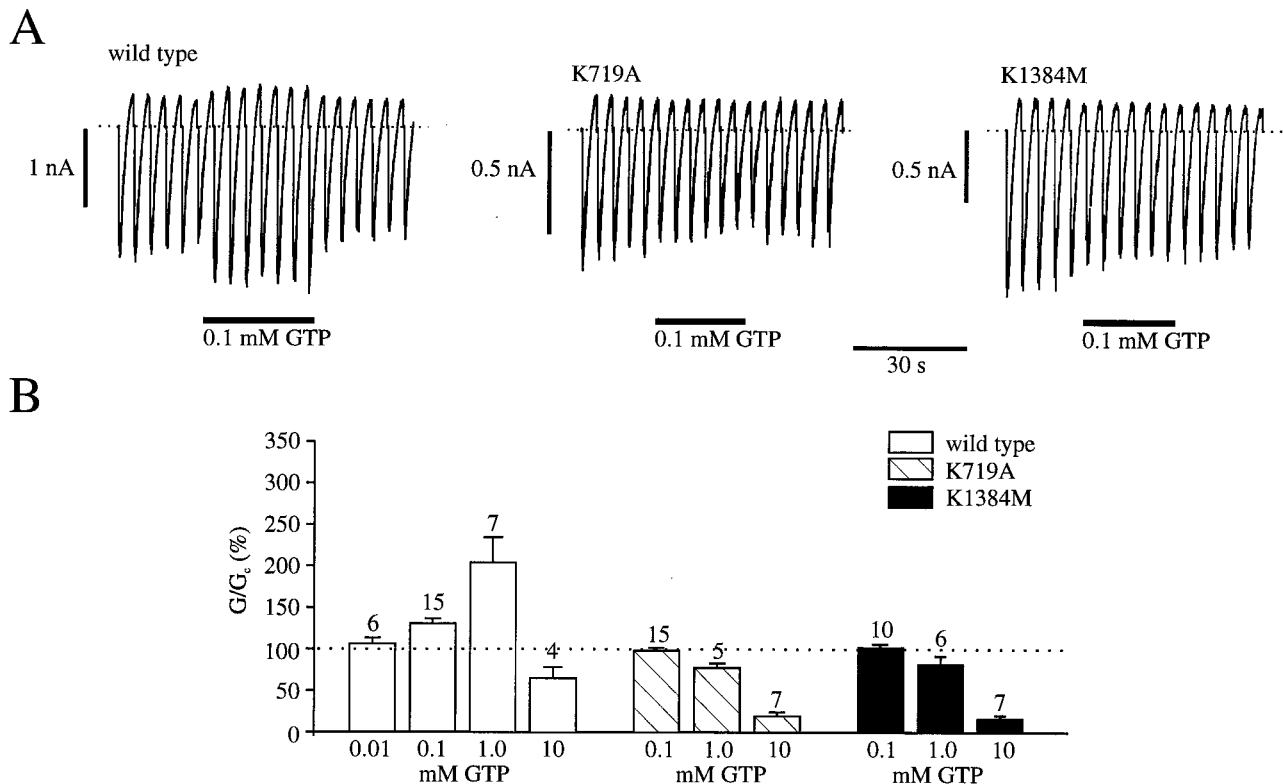 A
wild type
K719A
K1384M
1 nA
0.5 nA
0.5 nA
0.1 mM GTP
0.1 mM GTP
0.1 mM GTP
30 s
B
350
300
250
200
150
100
50
0
G/Gc (%)
wild type
K719A
K1384M
6
15
7
4
15
5
7
10
6
7
0.01 0.1 1.0 10
0.1 1.0 10
0.1 1.0 10
mM GTP
mM GTP
mM GTP